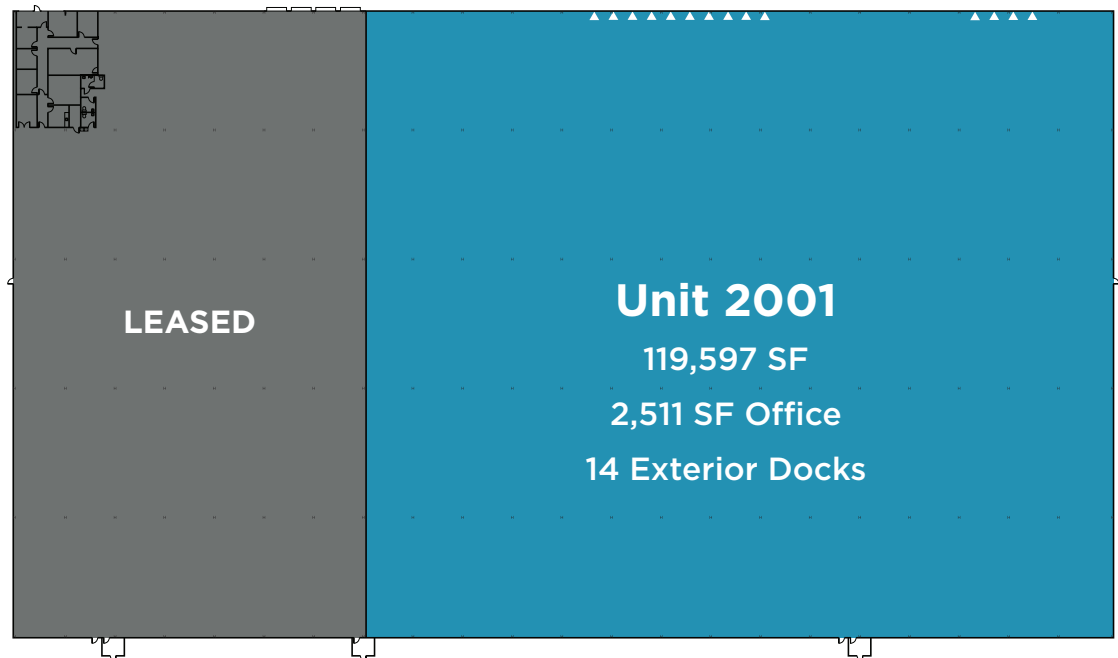 LEASED
Unit 2001
119,597 SF
2,511 SF Office
14 Exterior Docks